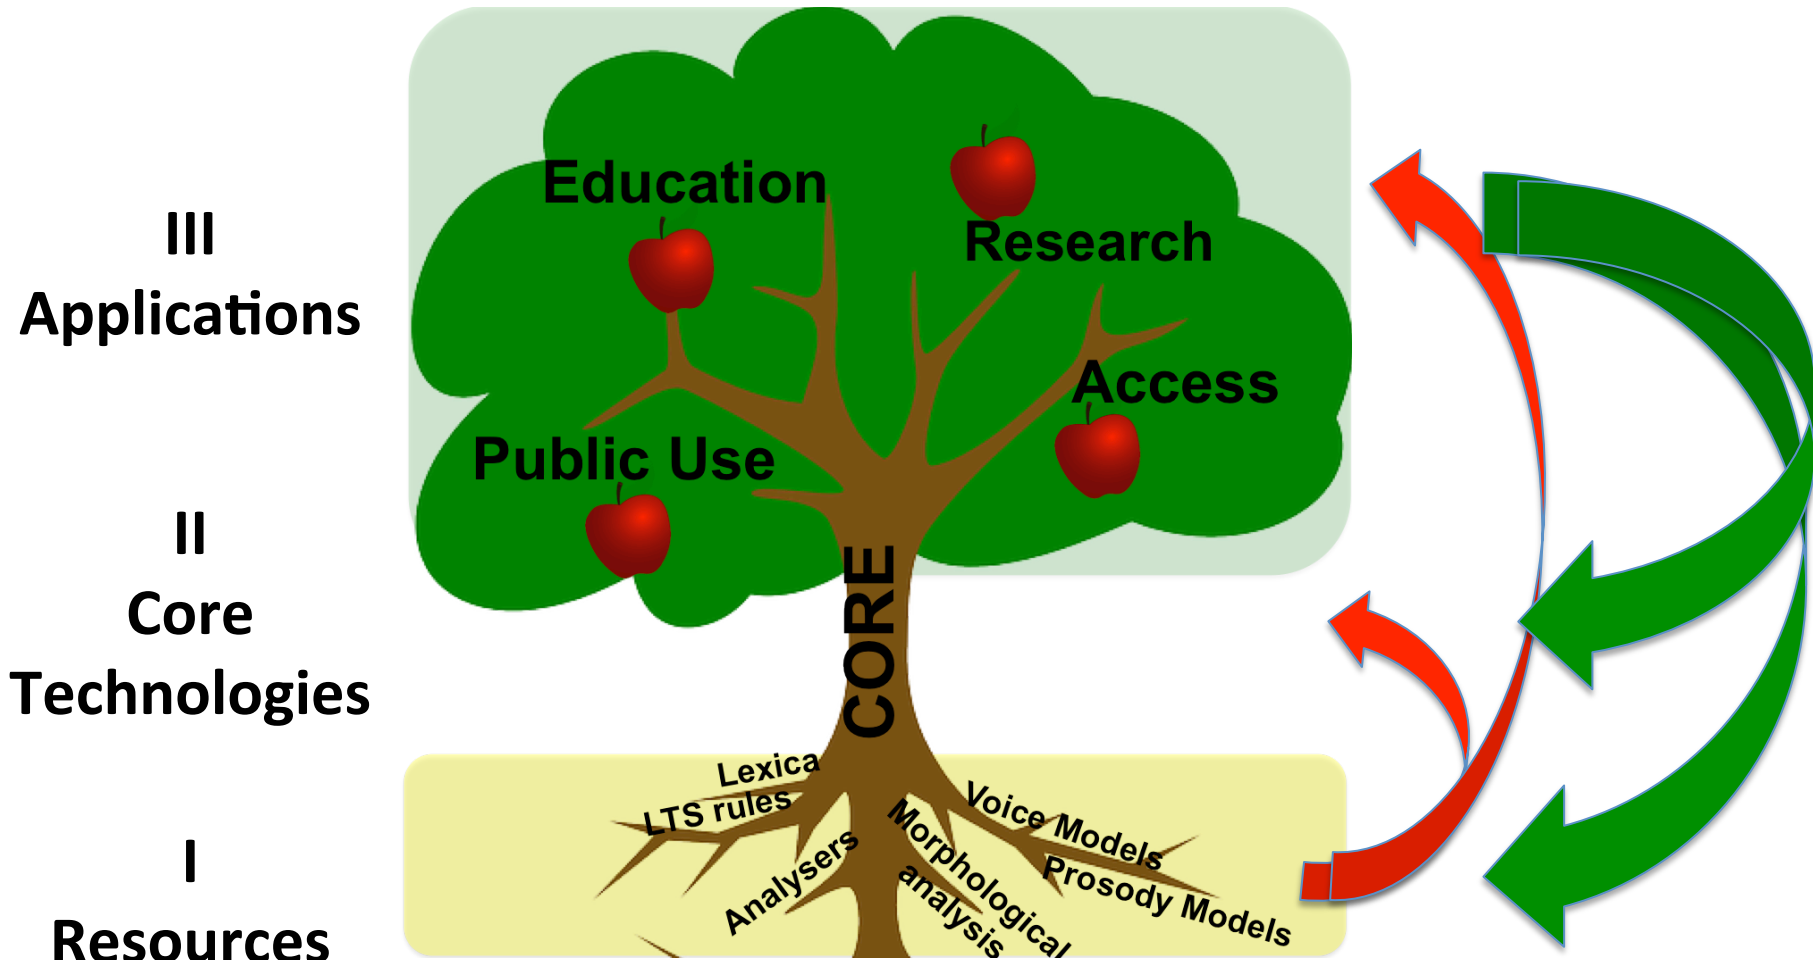 III
Applications
II
Core
Technologies
I
Resources
Education
Research
Access
Public Use
CORE
Lexica
LTS rules
Analysers
Morphological
analysis
Voice Models
Prosody Models